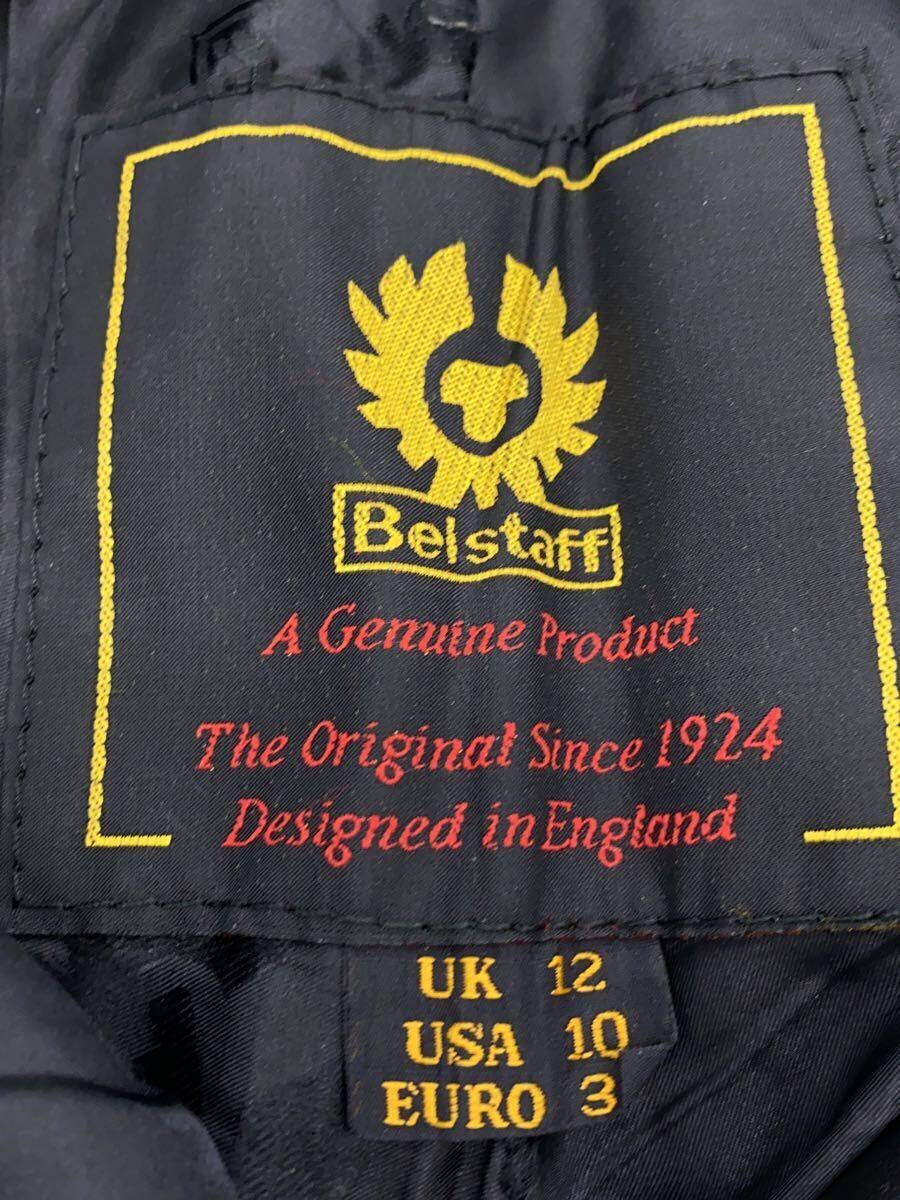 Belstaff
A Genuine Product
The Original Since 1924
Designed in England
UK 12
USA 10
EURO 3